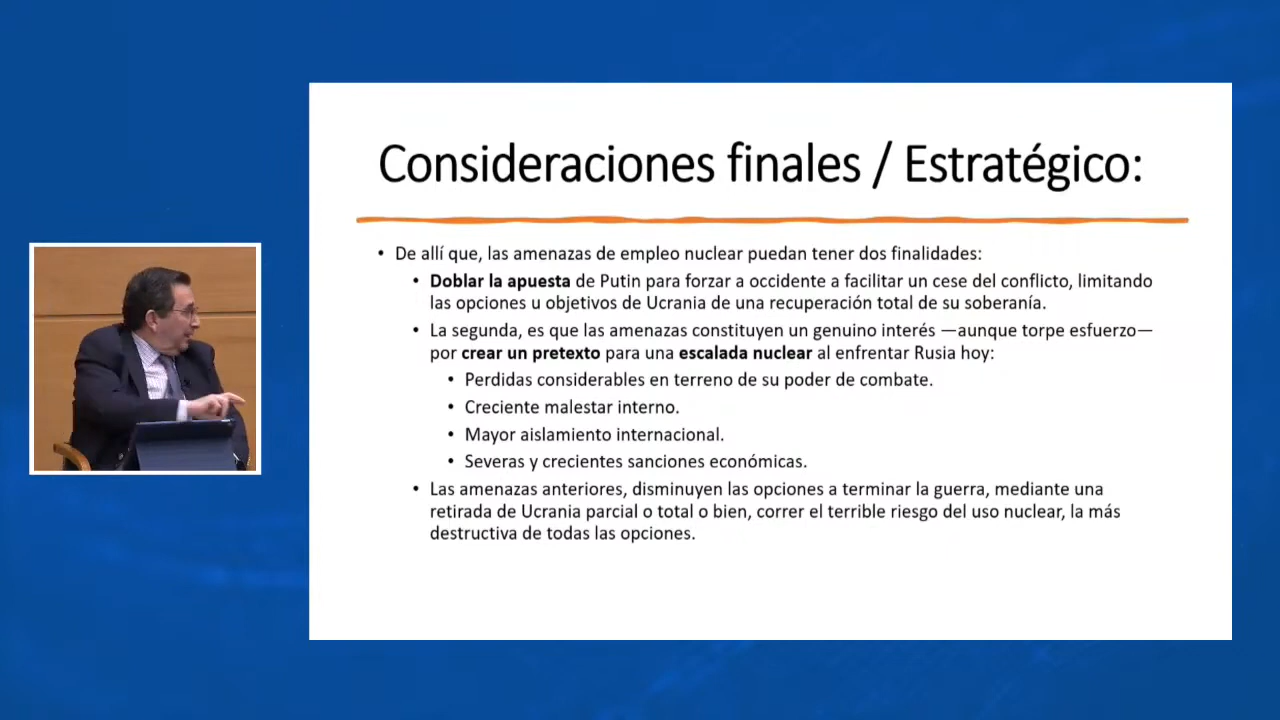 Consideraciones finales / Estratégico:
• De allí que, las amenazas de empleo nuclear puedan tener dos finalidades:
• Doblar la apuesta de Putin para forzar a occidente a facilitar un cese del conflicto, limitando
las opciones u objetivos de Ucrania de una recuperación total de su soberanía.
• La segunda, es que las amenazas constituyen un genuino interés —aunque torpe esfuerzo—
por crear un pretexto para una escalada nuclear al enfrentar Rusia hoy:
• Perdidas considerables en terreno de su poder de combate.
• Creciente malestar interno.
• Mayor aislamiento internacional.
• Severas y crecientes sanciones económicas.
• Las amenazas anteriores, disminuyen las opciones a terminar la guerra, mediante una
retirada de Ucrania parcial o total o bien, correr el terrible riesgo del uso nuclear, la más
destructiva de todas las opciones.